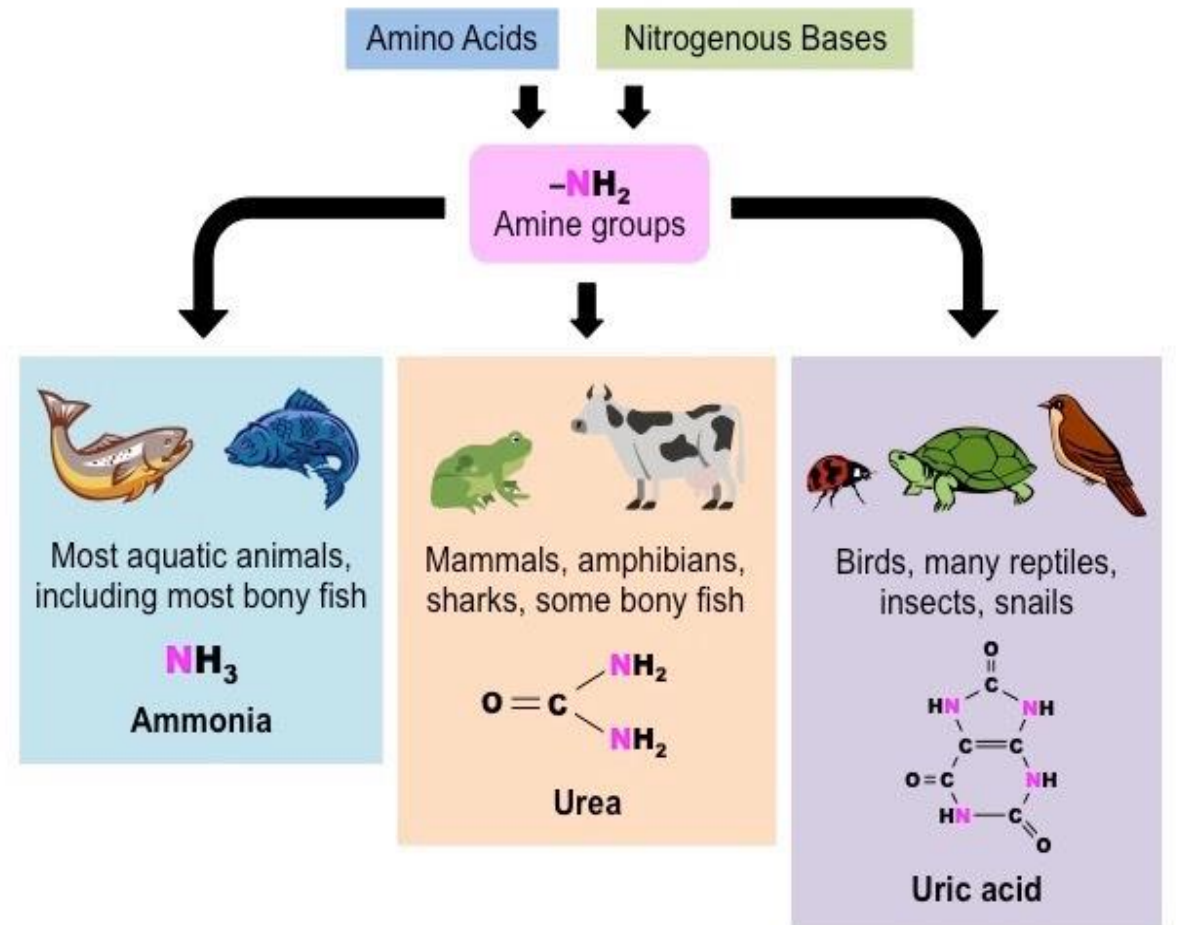 Amino Acids
Nitrogenous Bases
–NH₂
Amine groups
Most aquatic animals,
including most bony fish
NH₃
Ammonia
Mammals, amphibians,
sharks, some bony fish
NH₂
O=C
NH₂
Urea
Birds, many reptiles,
insects, snails
O
C
HN NH
C=C
O=C NH
HN–C
O
Uric acid